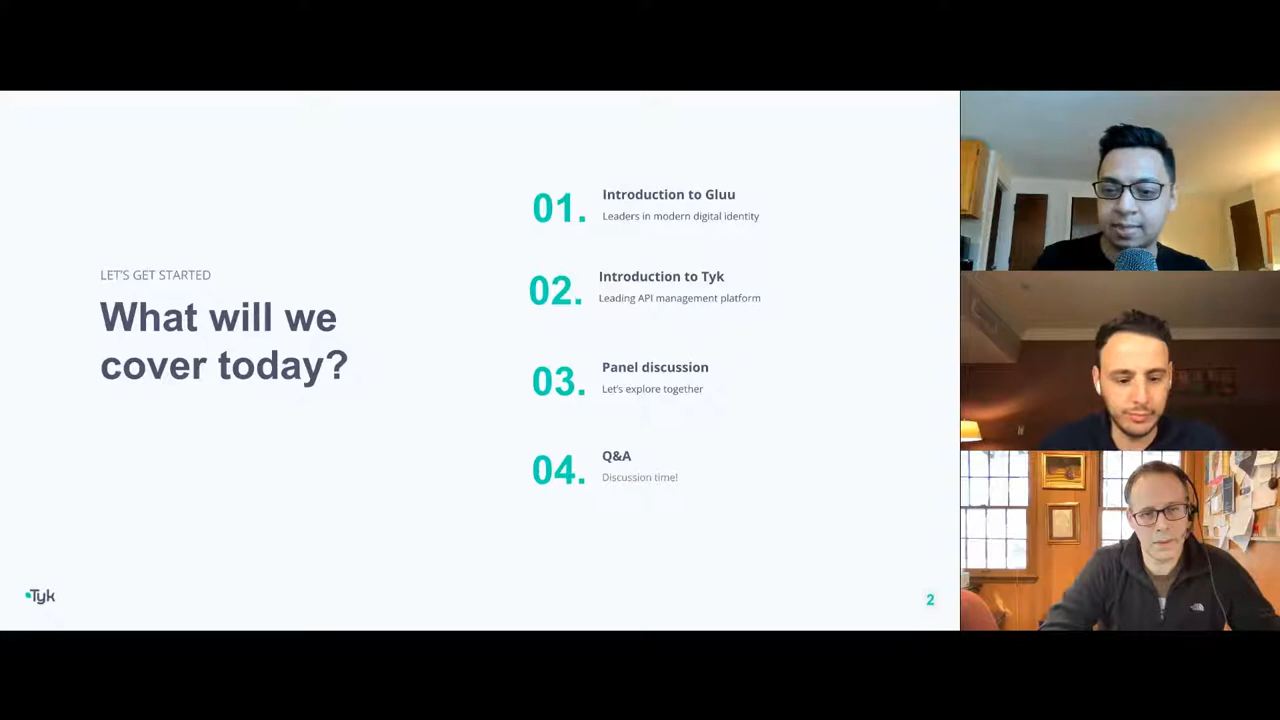 LET'S GET STARTED
What will we
cover today?
01.
Introduction to Gluu
Leaders in modern digital identity
02.
Introduction to Tyk
Leading API management platform
03.
Panel discussion
Let's explore together
04.
Q&A
Discussion time!
Tyk
2